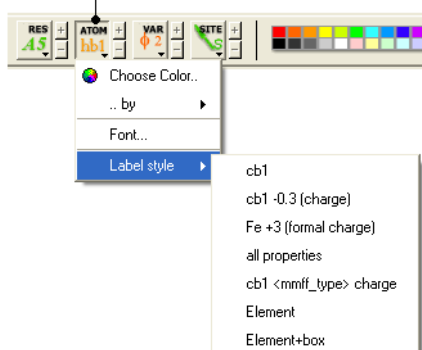 RES + ATOM + VAR + SITE +
A5 - hb1 - ϕ 2 - S -
Choose Color..
.. by
Font...
Label style
cb1
cb1 -0.3 (charge)
Fe +3 (formal charge)
all properties
cb1 <mmff_type> charge
Element
Element+box